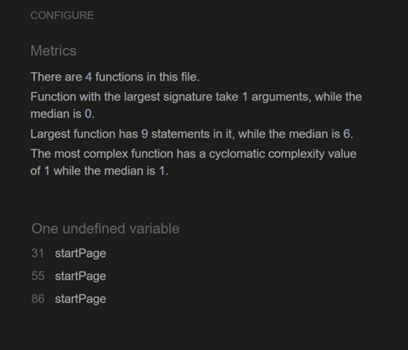 CONFIGURE
Metrics
There are 4 functions in this file.
Function with the largest signature take 1 arguments, while the
median is 0.
Largest function has 9 statements in it, while the median is 6.
The most complex function has a cyclomatic complexity value
of 1 while the median is 1.
One undefined variable
31 startPage
55 startPage
86 startPage